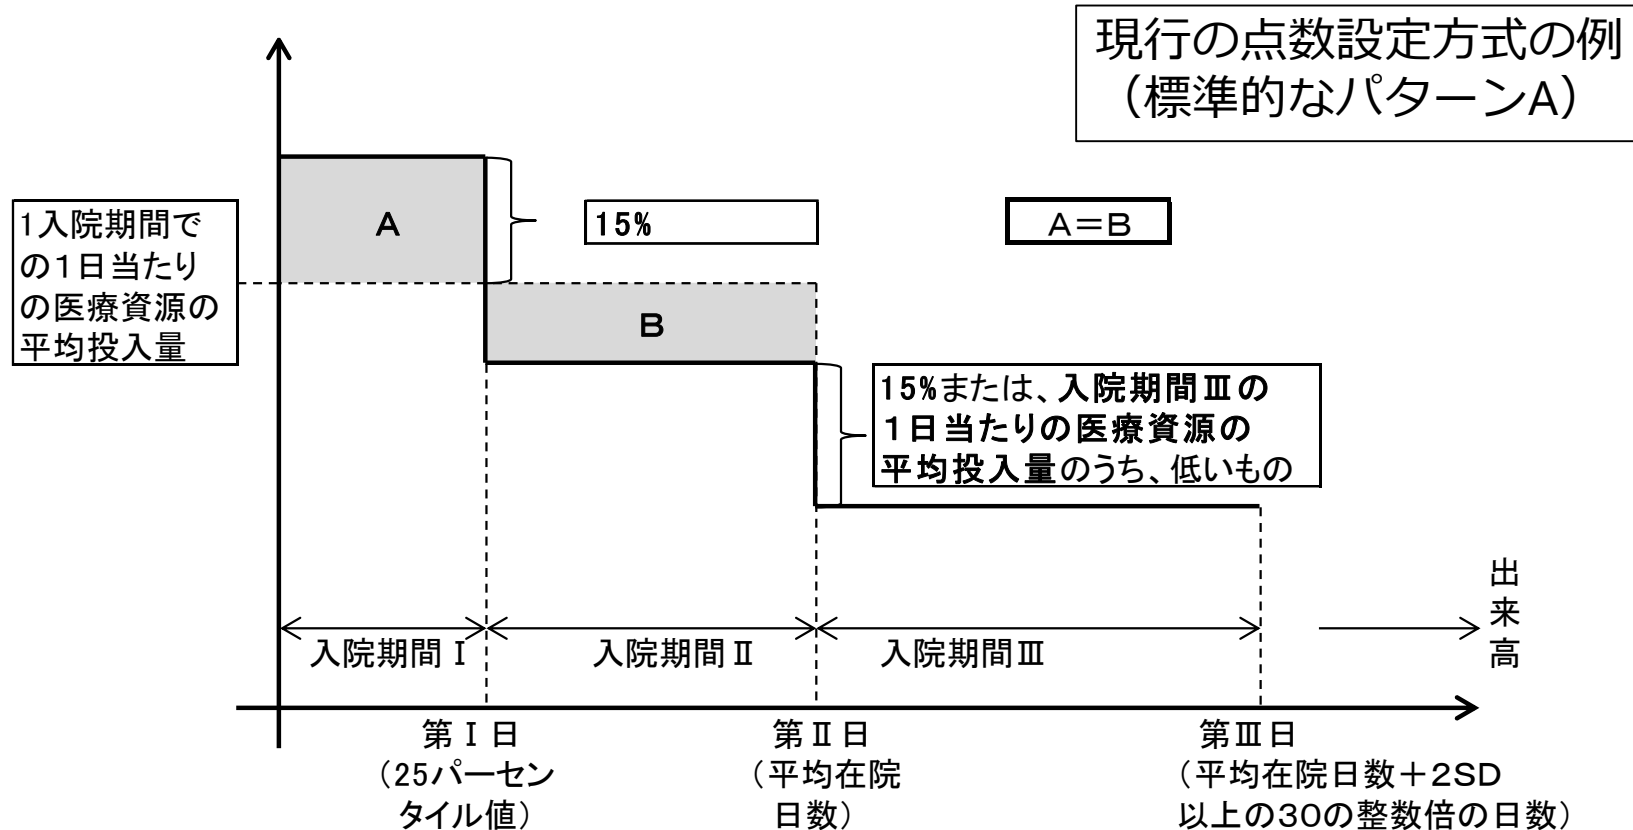 現行の点数設定方式の例
（標準的なパターンA）
1入院期間で
の１日当たり
の医療資源の
平均投入量
A
15%
A＝B
B
15%または、入院期間Ⅲの
１日当たりの医療資源の
平均投入量のうち、低いもの
入院期間Ⅰ
入院期間Ⅱ
入院期間Ⅲ
出来高
第Ⅰ日
（25パーセン
タイル値）
第Ⅱ日
（平均在院
日数）
第Ⅲ日
（平均在院日数＋2SD
以上の30の整数倍の日数）